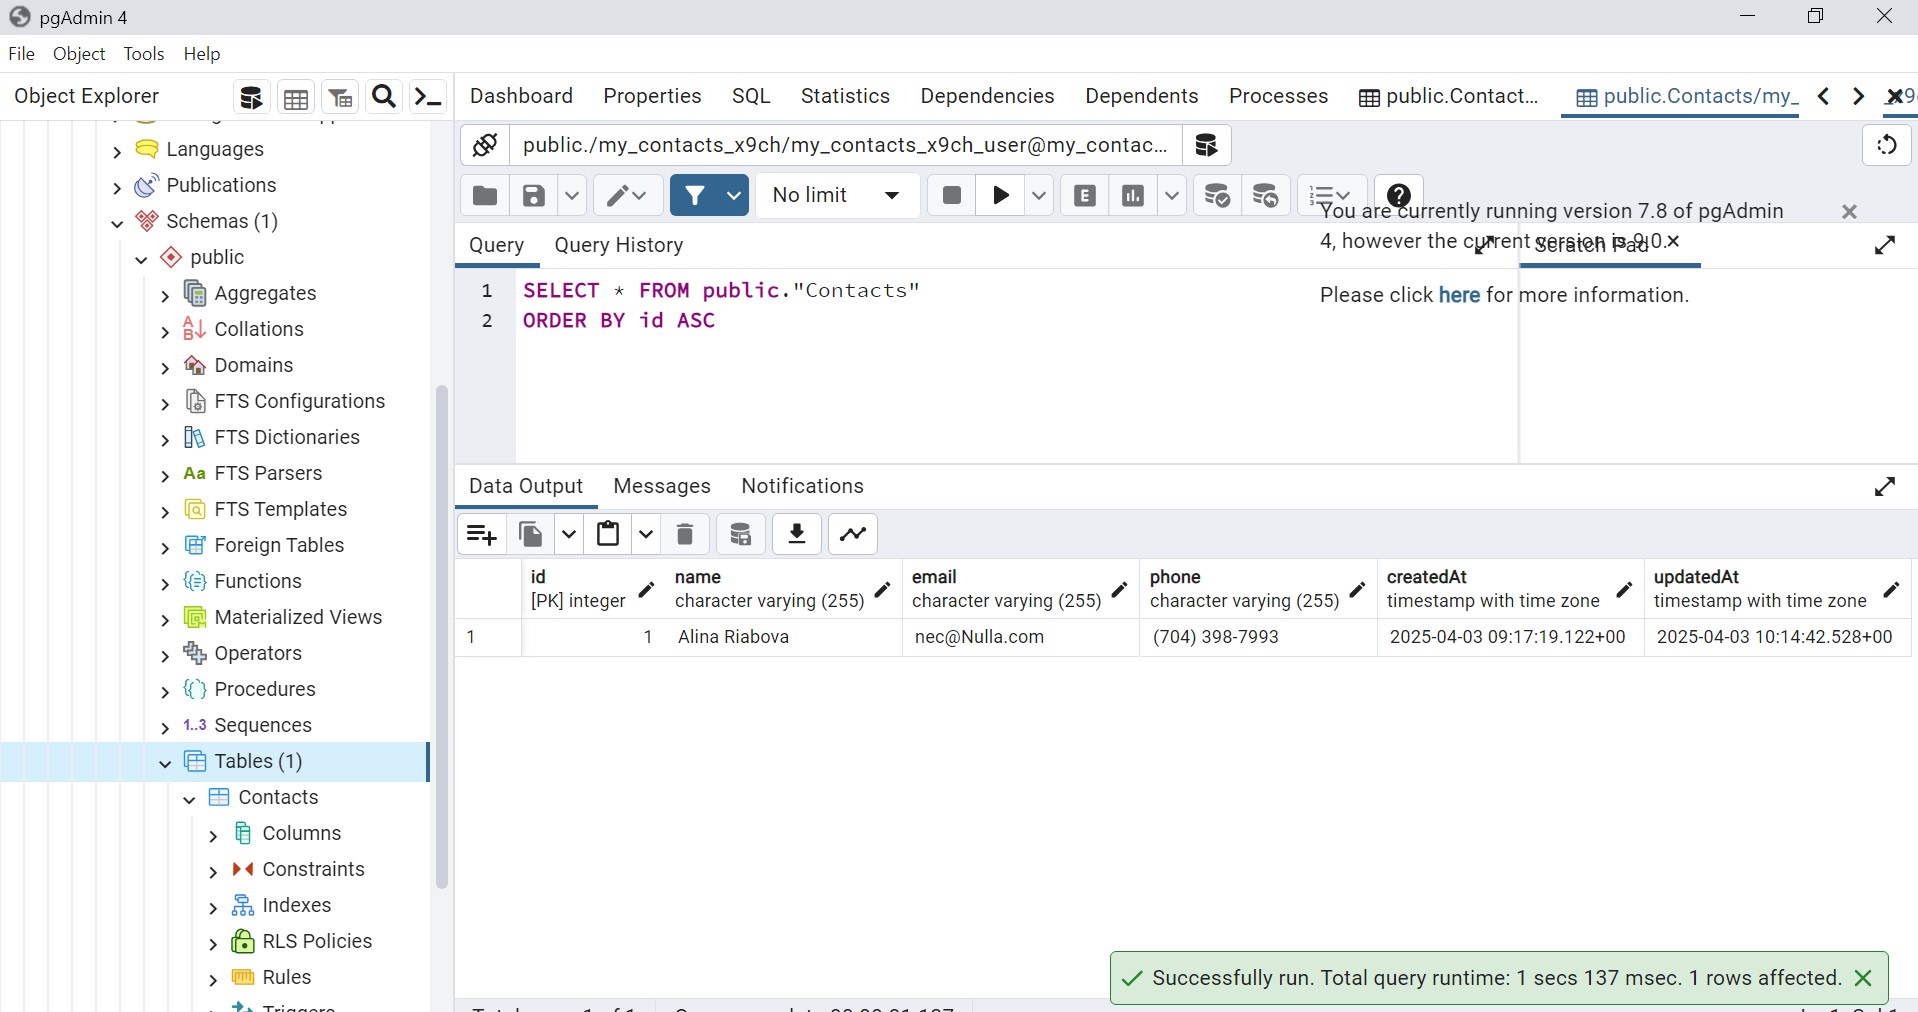 pgAdmin 4
File Object Tools Help
Object Explorer
Dashboard Properties SQL Statistics Dependencies Dependents Processes public.Contact... public.Contacts/my_
Languages
Publications
Schemas (1)
public
Aggregates
Collations
Domains
FTS Configurations
FTS Dictionaries
Aa FTS Parsers
FTS Templates
Foreign Tables
Functions
Materialized Views
Operators
Procedures
1..3 Sequences
Tables (1)
Contacts
Columns
Constraints
Indexes
RLS Policies
Rules
Triggers
public./my_contacts_x9ch/my_contacts_x9ch_user@my_contac...
No limit
E
You are currently running version 7.8 of pgAdmin
4, however the current version is 9.0.
Please click here for more information.
Query Query History
Scratch Pad
1 SELECT * FROM public."Contacts"
2 ORDER BY id ASC
Data Output Messages Notifications
id name email phone createdAt updatedAt
[PK] integer character varying (255) character varying (255) character varying (255) timestamp with time zone timestamp with time zone
1 1 Alina Riabova nec@Nulla.com (704) 398-7993 2025-04-03 09:17:19.122+00 2025-04-03 10:14:42.528+00
Successfully run. Total query runtime: 1 secs 137 msec. 1 rows affected.